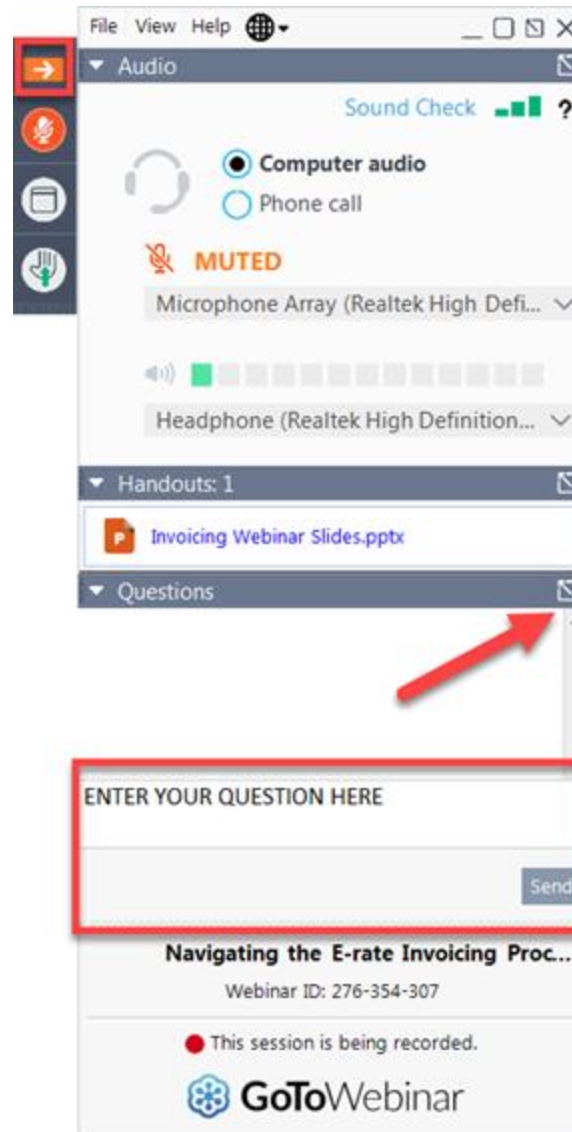 File View Help
Audio
Sound Check ?
Computer audio
Phone call
MUTED
Microphone Array (Realtek High Defi...
Headphone (Realtek High Definition...
Handouts: 1
Invoicing Webinar Slides.pptx
Questions
ENTER YOUR QUESTION HERE
Send
Navigating the E-rate Invoicing Proc...
Webinar ID: 276-354-307
This session is being recorded.
GoToWebinar